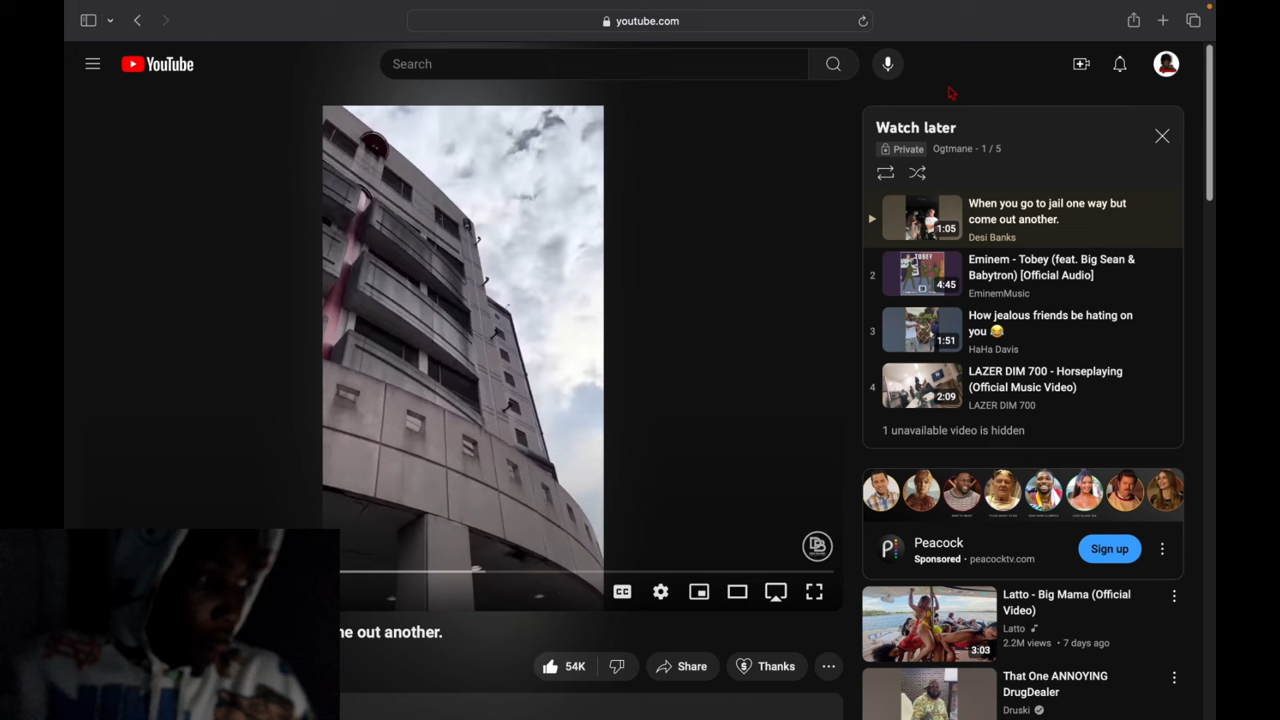 youtube.com
YouTube
Search
Watch later
Private Ogtmane - 1 / 5
When you go to jail one way but
come out another.
1:05
Desi Banks
2
Eminem - Tobey (feat. Big Sean &
Babytron) [Official Audio]
TOBEY
4:45
EminemMusic
3
How jealous friends be hating on
you 😂
1:51
HaHa Davis
4
LAZER DIM 700 - Horseplaying
(Official Music Video)
2:09
LAZER DIM 700
1 unavailable video is hidden
Peacock
Sponsored · peacocktv.com
Sign up
me out another.
54K
Share
Thanks
Latto - Big Mama (Official
Video)
Latto
2.2M views · 7 days ago
3:03
That One ANNOYING
DrugDealer
Druski
CC